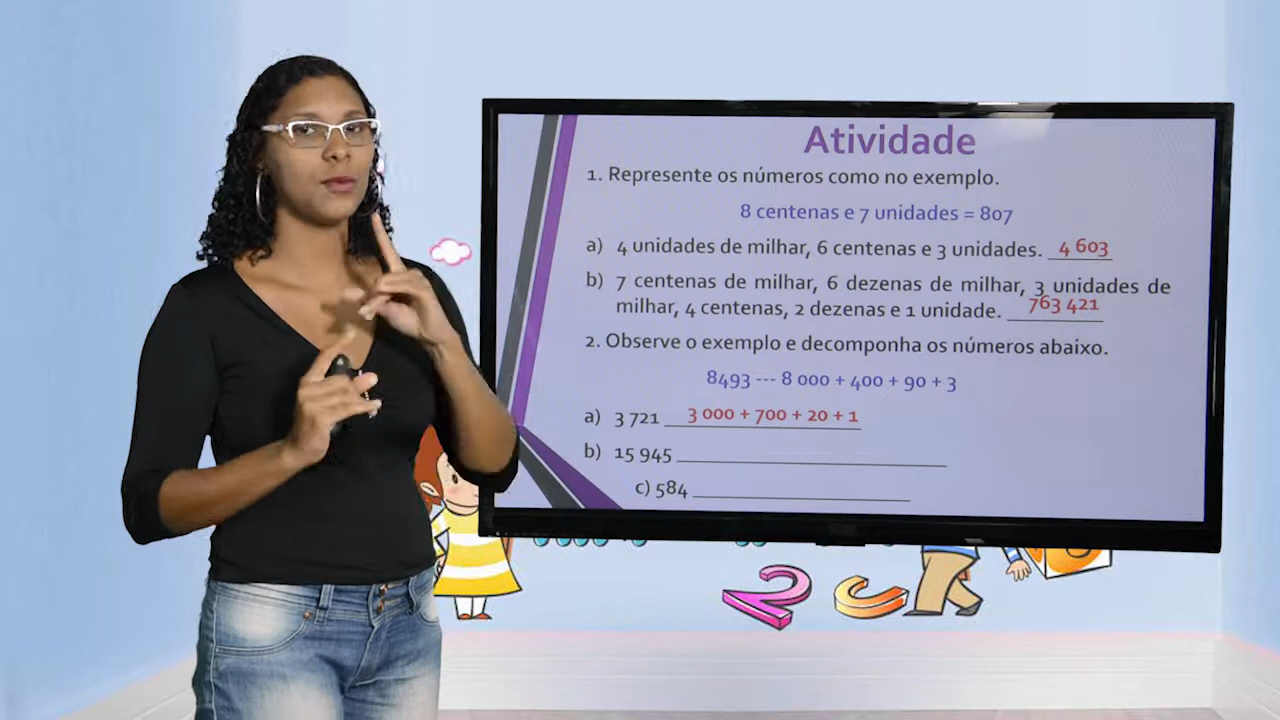 Atividade
1. Represente os números como no exemplo.
8 centenas e 7 unidades = 807
a) 4 unidades de milhar, 6 centenas e 3 unidades. 4 603
b) 7 centenas de milhar, 6 dezenas de milhar, 3 unidades de
milhar, 4 centenas, 2 dezenas e 1 unidade. 763 421
2. Observe o exemplo e decomponha os números abaixo.
8493 --- 8 000 + 400 + 90 + 3
a) 3 721 3 000 + 700 + 20 + 1
b) 15 945
c) 584